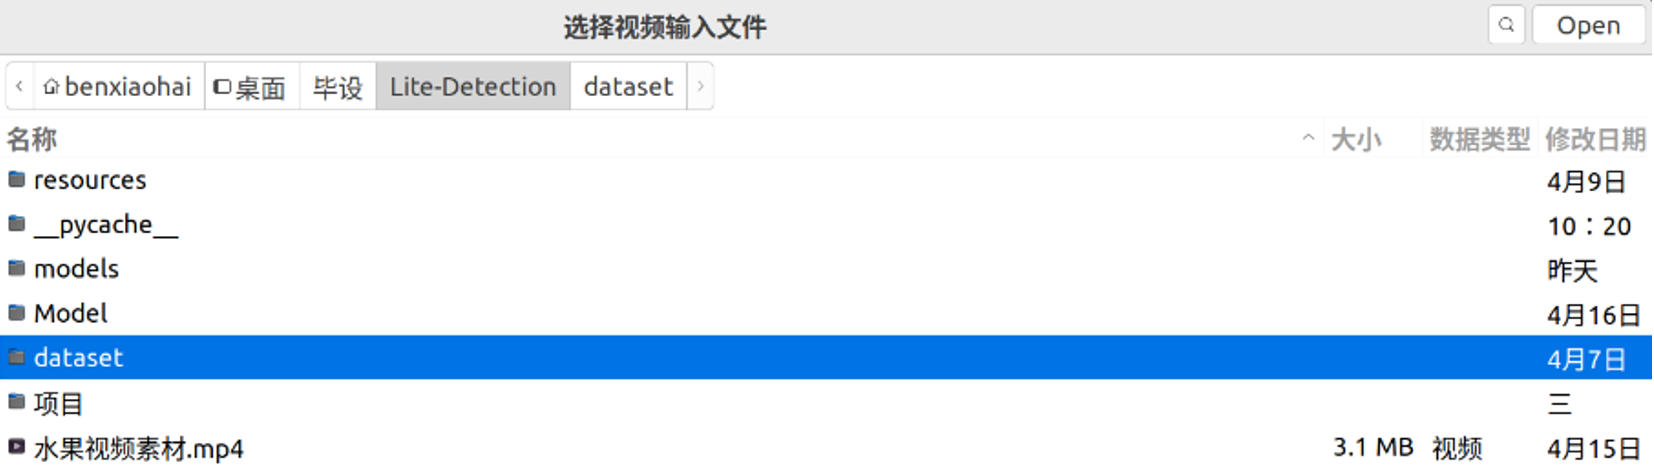 选择视频输入文件 Open
benxiaohai 桌面 毕设 Lite-Detection dataset
名称 大小 数据类型 修改日期
resources 4月9日
__pycache__ 10：20
models 昨天
Model 4月16日
dataset 4月7日
项目 三
水果视频素材.mp4 3.1 MB 视频 4月15日